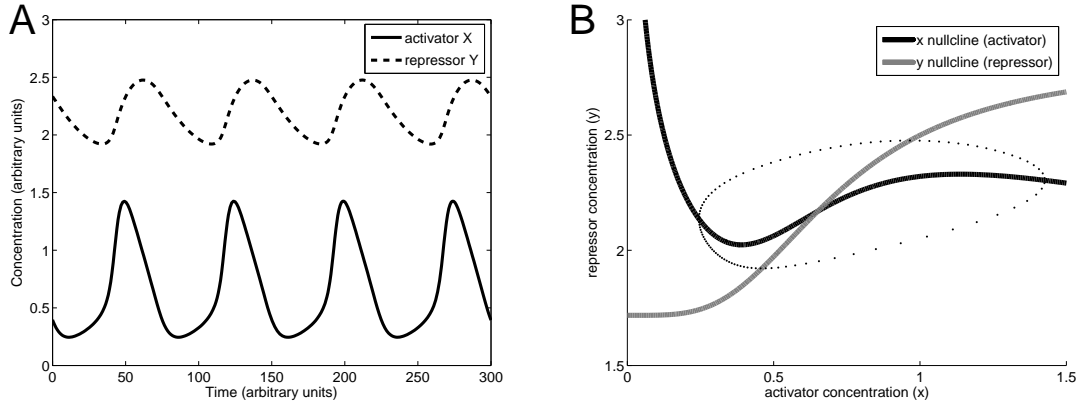 A
3
2.5
2
1.5
1
0.5
0
0
50
100
150
200
250
300
Concentration (arbitrary units)
Time (arbitrary units)
activator X
repressor Y
B
3
2.5
2
1.5
0
0.5
1
1.5
repressor concentration (y)
activator concentration (x)
x nullcline (activator)
y nullcline (repressor)